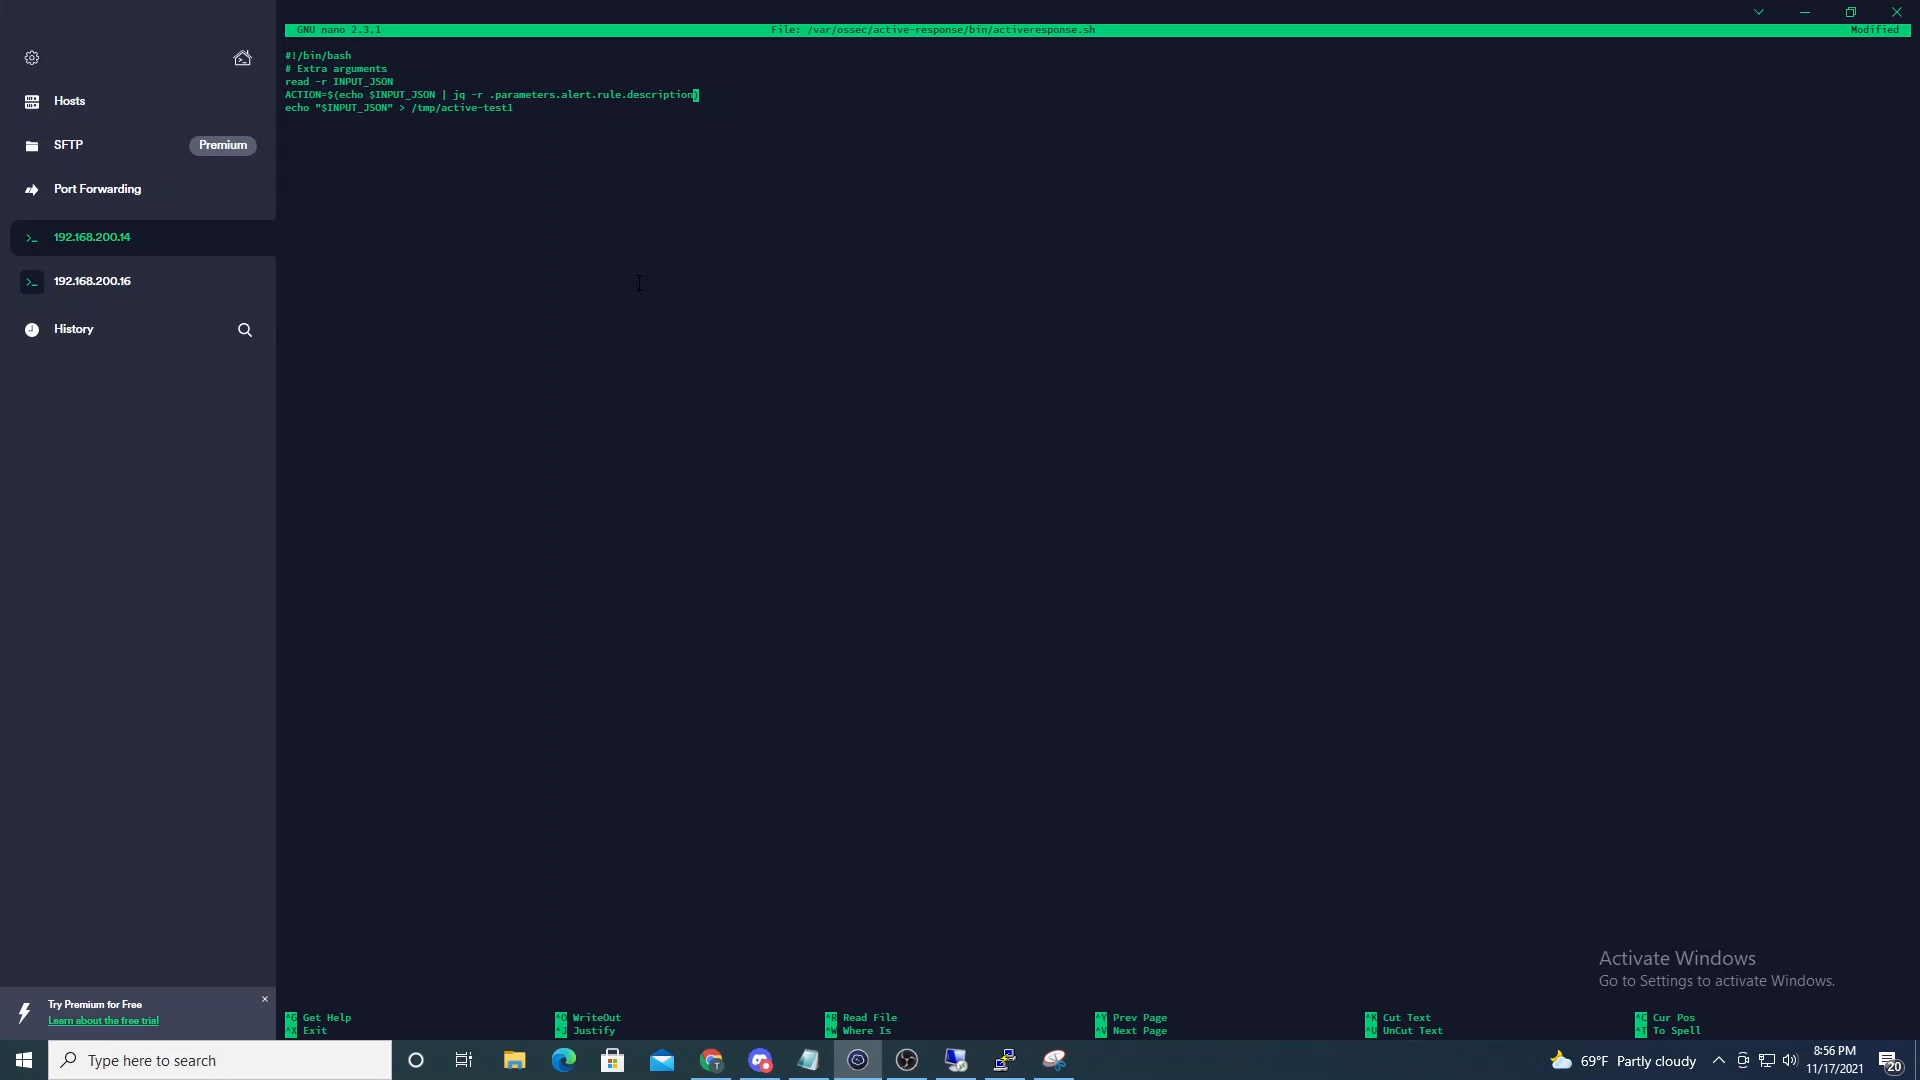 GNU nano 2.3.1 File: /var/ossec/active-response/bin/activeresponse.sh Modified
#!/bin/bash
# Extra arguments
read -r INPUT_JSON
ACTION=$(echo $INPUT_JSON | jq -r .parameters.alert.rule.description)
echo "$INPUT_JSON" > /tmp/active-test1
Hosts
SFTP Premium
Port Forwarding
>_ 192.168.200.14
>_ 192.168.200.16
History
Activate Windows
Go to Settings to activate Windows.
Try Premium for Free
Learn about the free trial
^G Get Help ^O WriteOut ^R Read File ^Y Prev Page ^K Cut Text ^C Cur Pos
^X Exit ^J Justify ^W Where Is ^V Next Page ^U UnCut Text ^T To Spell
Type here to search
69°F Partly cloudy
8:56 PM
11/17/2021
20